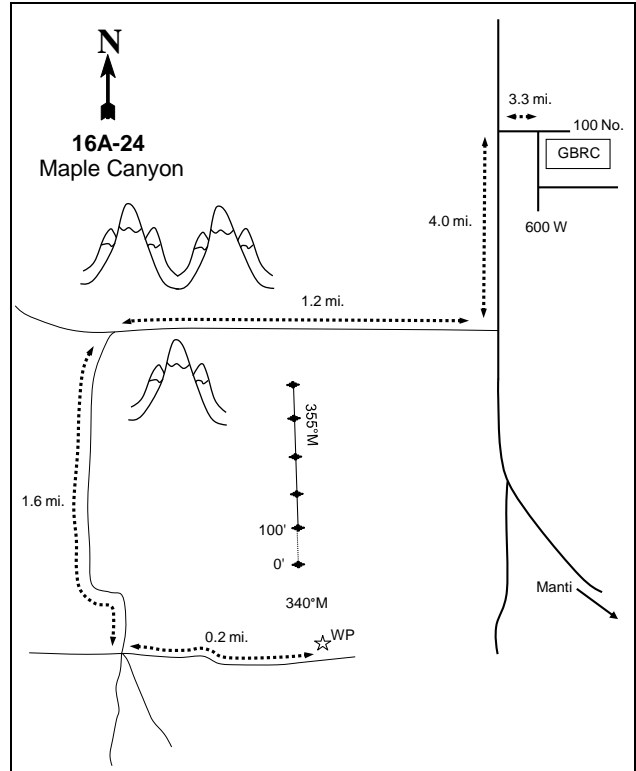 N
16A-24
Maple Canyon
3.3 mi.
100 No.
GBRC
600 W
4.0 mi.
1.2 mi.
355°M
1.6 mi.
100'
0'
340°M
Manti
0.2 mi.
WP